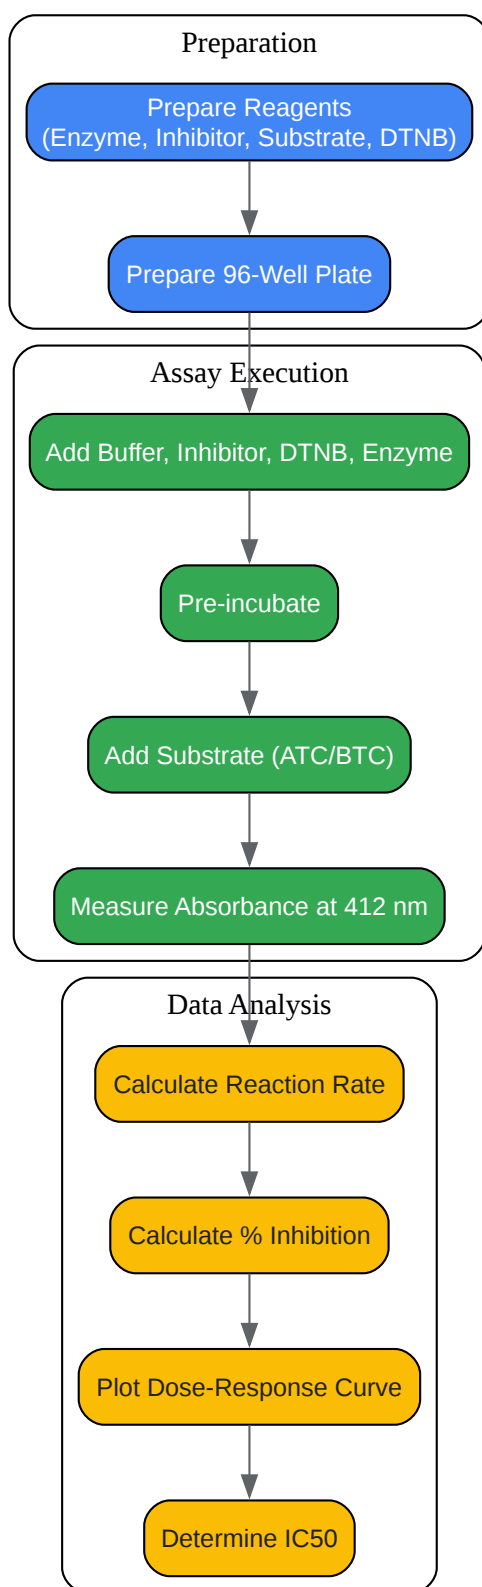 Preparation
Prepare Reagents
(Enzyme, Inhibitor, Substrate, DTNB)
Prepare 96-Well Plate
Assay Execution
Add Buffer, Inhibitor, DTNB, Enzyme
Pre-incubate
Add Substrate (ATC/BTC)
Measure Absorbance at 412 nm
Data Analysis
Calculate Reaction Rate
Calculate % Inhibition
Plot Dose-Response Curve
Determine IC50